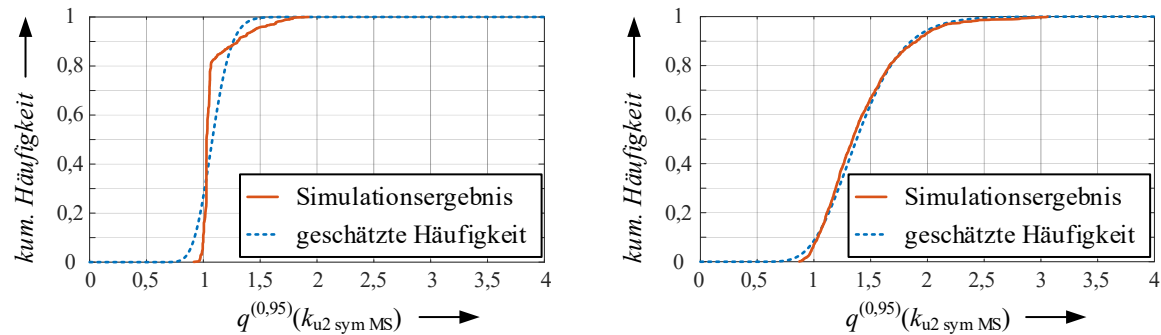 kum. Häufigkeit
1
0,8
0,6
0,4
0,2
0
0 0,5 1 1,5 2 2,5 3 3,5 4
Simulationsergebnis
geschätzte Häufigkeit
q^(0,95)(k_u2 sym MS)
kum. Häufigkeit
1
0,8
0,6
0,4
0,2
0
0 0,5 1 1,5 2 2,5 3 3,5 4
Simulationsergebnis
geschätzte Häufigkeit
q^(0,95)(k_u2 sym MS)